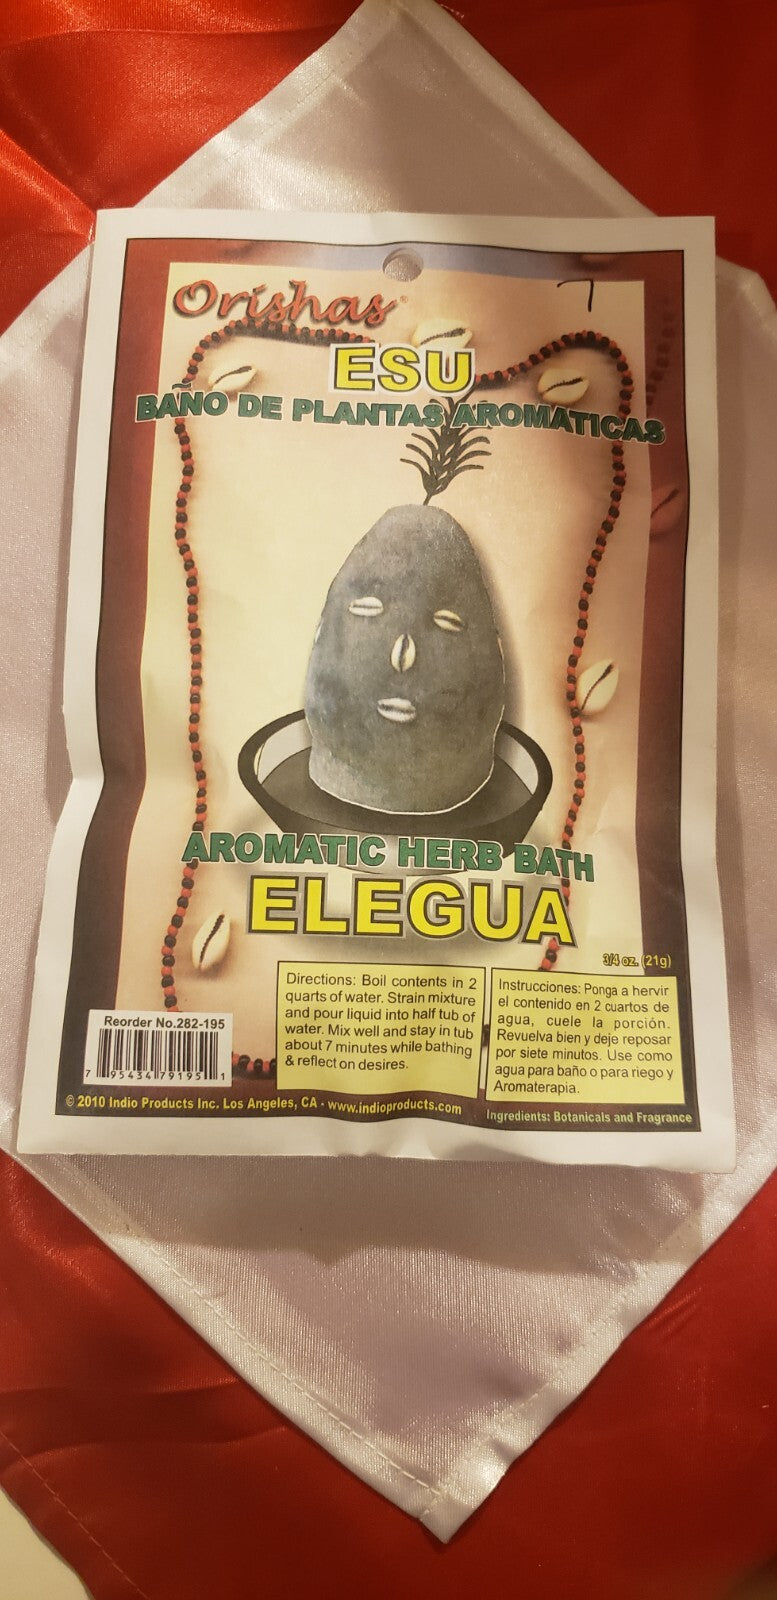 Orishas®
7
ESU
BAÑO DE PLANTAS AROMATICAS
AROMATIC HERB BATH
ELEGUA
3/4 oz. (21g)
Directions: Boil contents in 2
quarts of water. Strain mixture
and pour liquid into half tub of
water. Mix well and stay in tub
about 7 minutes while bathing
& reflect on desires.
Instrucciones: Ponga a hervir
el contenido en 2 cuartos de
agua, cuele la porción.
Revuelva bien y deje reposar
por siete minutos. Use como
agua para baño o para riego y
Aromaterapia.
Reorder No.282-195
7 95434 79195 1
© 2010 Indio Products Inc. Los Angeles, CA - www.indioproducts.com
Ingredients: Botanicals and Fragrance